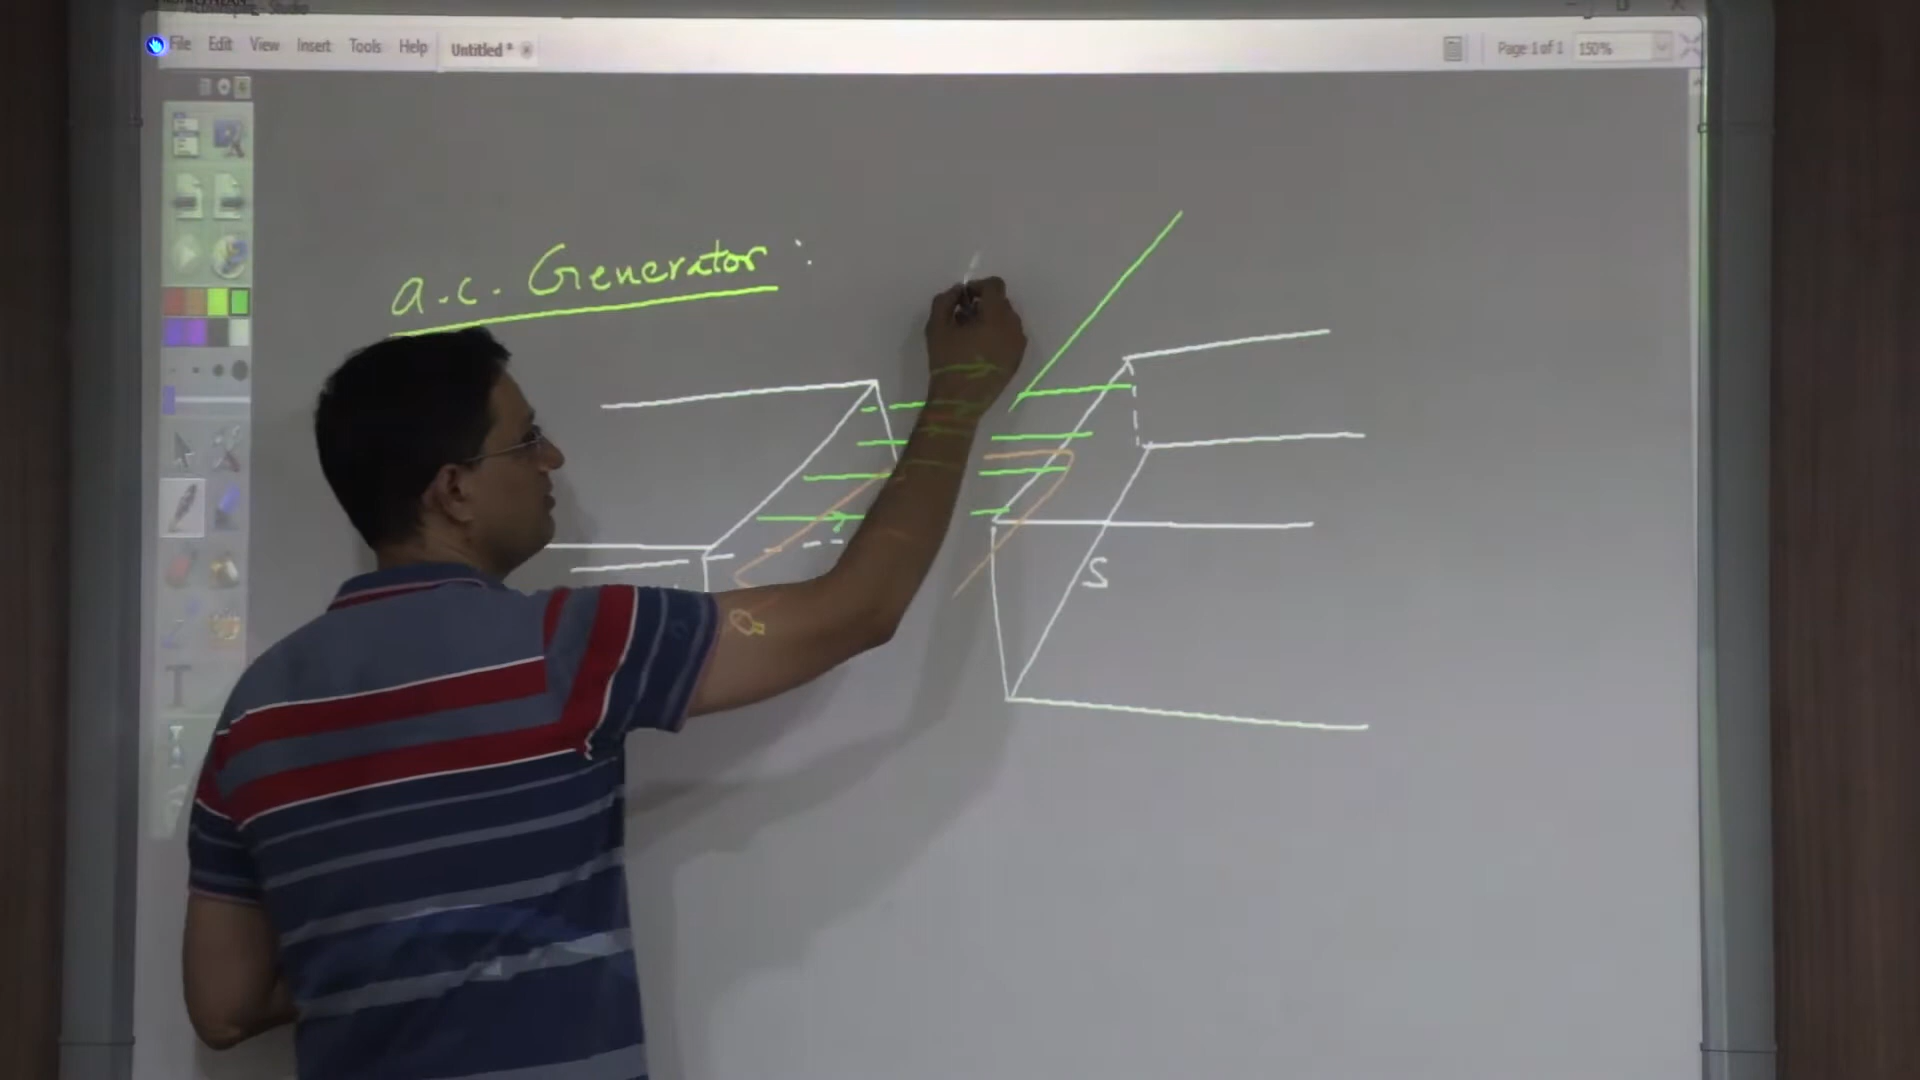 File Edit View Insert Tools Help Untitled * Page 1 of 1 150%
a.c. Generator :
S
T